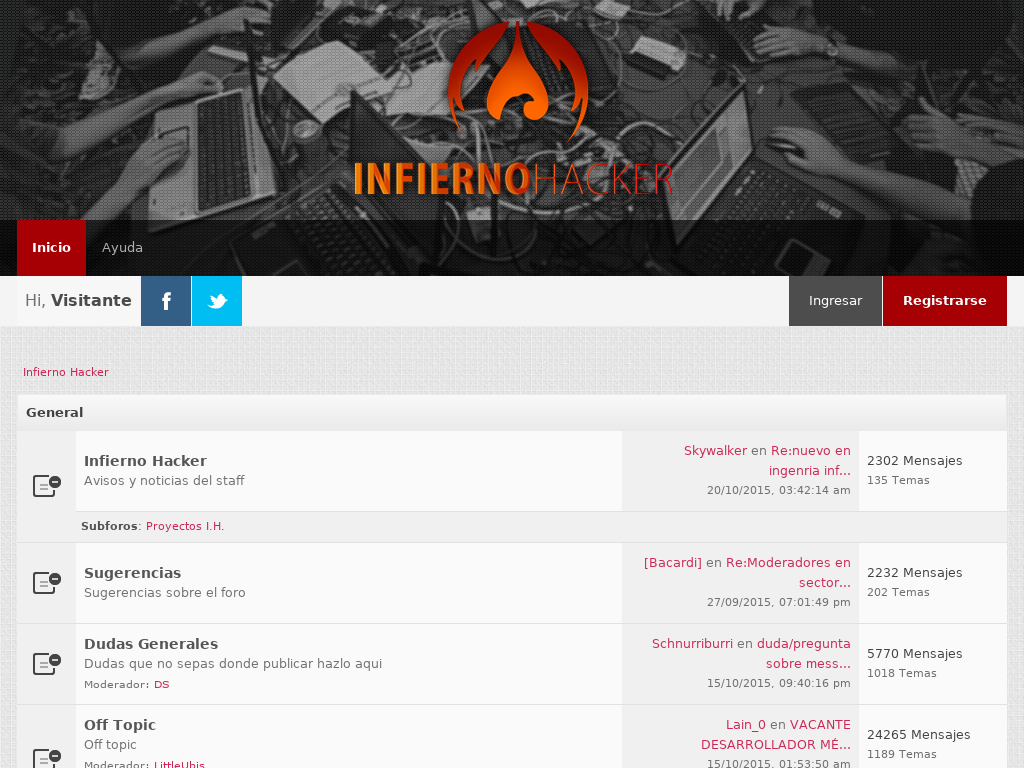 INFIERNOHACKER
Inicio
Ayuda
Hi, Visitante
Ingresar
Registrarse
Infierno Hacker
General
Infierno Hacker
Avisos y noticias del staff
Skywalker en Re:nuevo en
ingenria inf...
20/10/2015, 03:42:14 am
2302 Mensajes
135 Temas
Subforos: Proyectos I.H.
Sugerencias
Sugerencias sobre el foro
[Bacardi] en Re:Moderadores en
sector...
27/09/2015, 07:01:49 pm
2232 Mensajes
202 Temas
Dudas Generales
Dudas que no sepas donde publicar hazlo aqui
Moderador: DS
Schnurriburri en duda/pregunta
sobre mess...
15/10/2015, 09:40:16 pm
5770 Mensajes
1018 Temas
Off Topic
Off topic
Moderador: LittleUbis
Lain_0 en VACANTE
DESARROLLADOR MÉ...
15/10/2015, 01:53:50 am
24265 Mensajes
1189 Temas